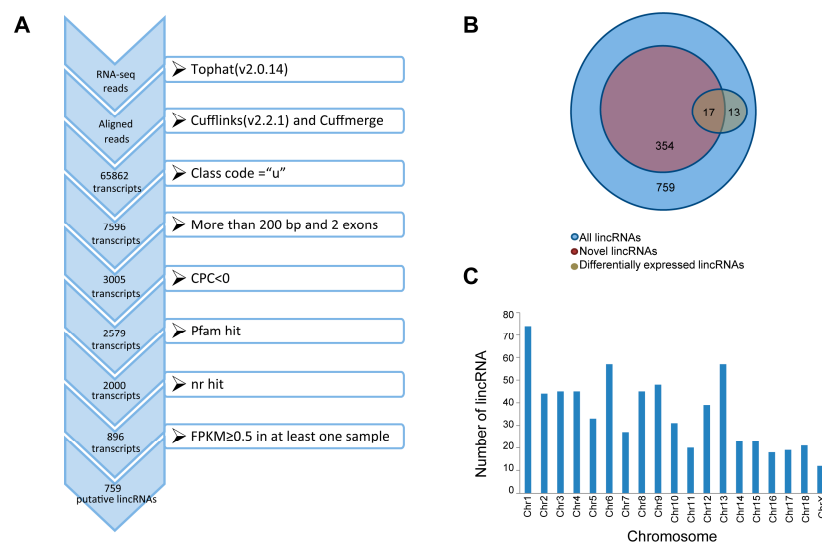 A
RNA-seq
reads
➢ Tophat(v2.0.14)
Aligned
reads
➢ Cufflinks(v2.2.1) and Cuffmerge
65862
transcripts
➢ Class code ="u"
7596
transcripts
➢ More than 200 bp and 2 exons
3005
transcripts
➢ CPC<0
2579
transcripts
➢ Pfam hit
2000
transcripts
➢ nr hit
896
transcripts
➢ FPKM≥0.5 in at least one sample
759
putative lincRNAs
B
17
13
354
759
All lincRNAs
Novel lincRNAs
Differentially expressed lincRNAs
C
Number of lincRNA
80
70
60
50
40
30
20
10
0
Chr1
Chr2
Chr3
Chr4
Chr5
Chr6
Chr7
Chr8
Chr9
Chr10
Chr11
Chr12
Chr13
Chr14
Chr15
Chr16
Chr17
Chr18
ChrX
Chromosome